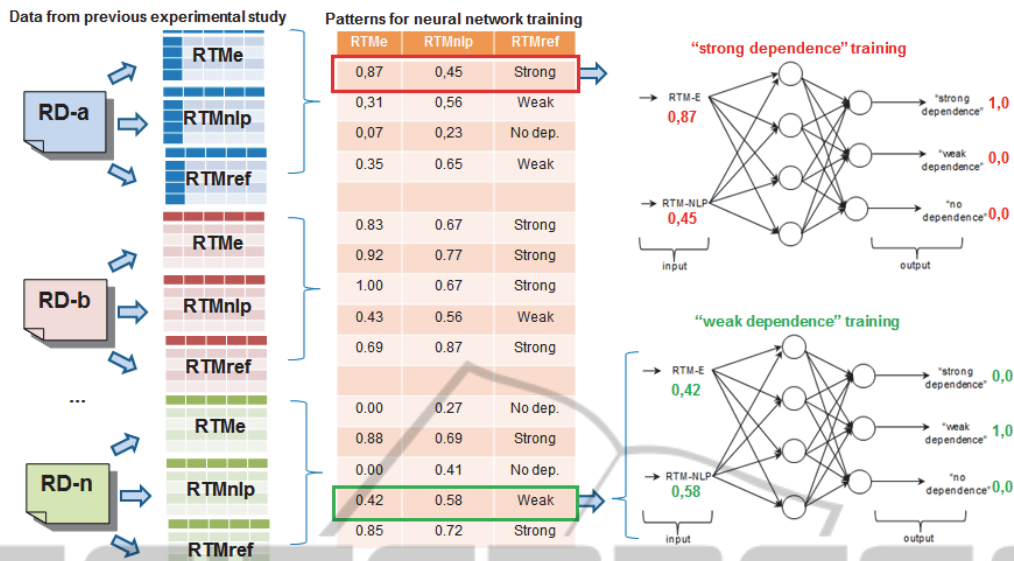 Data from previous experimental study
RD-a
RTMe
RTMnlp
RTMref
RD-b
RTMe
RTMnlp
RTMref
...
RD-n
RTMe
RTMnlp
RTMref
Patterns for neural network training
RTMe RTMnlp RTMref
0,87 0,45 Strong
0,31 0,56 Weak
0,07 0,23 No dep.
0.35 0.65 Weak
0.83 0.67 Strong
0.92 0.77 Strong
1.00 0.67 Strong
0.43 0.56 Weak
0.69 0.87 Strong
0.00 0.27 No dep.
0.88 0.69 Strong
0.00 0.41 No dep.
0.42 0.58 Weak
0.85 0.72 Strong
“strong dependence” training
RTM-E
0,87
RTM-NLP
0,45
input
"strong
dependence" 1,0
"weak
dependence" 0,0
"no
dependence" 0,0
output
“weak dependence” training
RTM-E
0,42
RTM-NLP
0,58
input
"strong
dependence" 0,0
"weak
dependence" 1,0
"no
dependence" 0,0
output